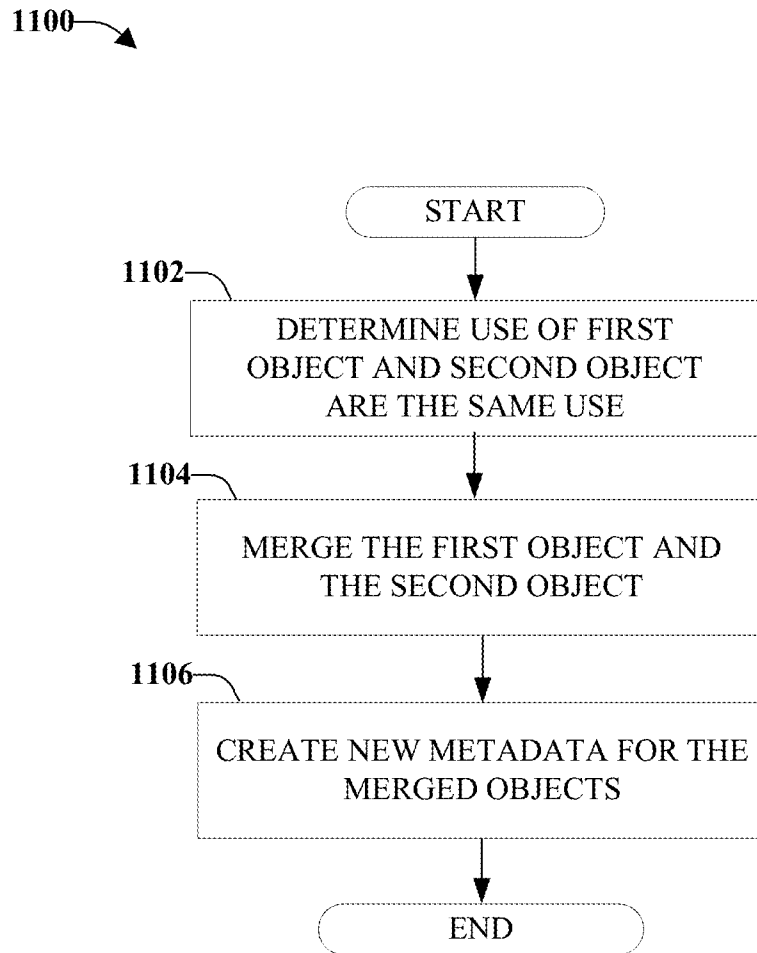 1100
START
1102
DETERMINE USE OF FIRST
OBJECT AND SECOND OBJECT
ARE THE SAME USE
1104
MERGE THE FIRST OBJECT AND
THE SECOND OBJECT
1106
CREATE NEW METADATA FOR THE
MERGED OBJECTS
END